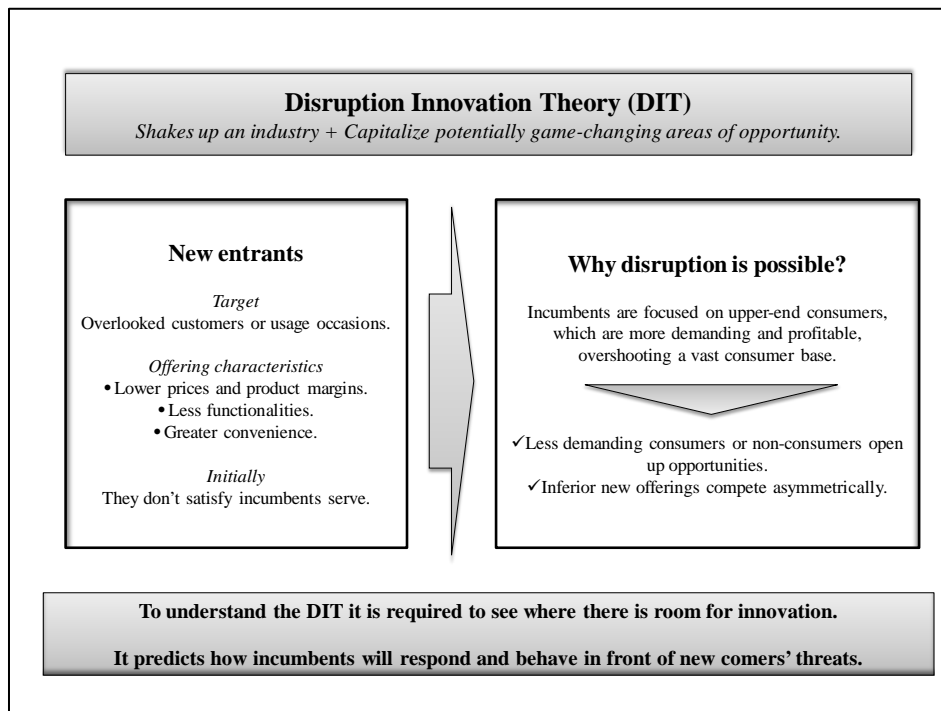 Disruption Innovation Theory (DIT)
Shakes up an industry + Capitalize potentially game-changing areas of opportunity.
New entrants
Target
Overlooked customers or usage occasions.
Offering characteristics
• Lower prices and product margins.
• Less functionalities.
• Greater convenience.
Initially
They don't satisfy incumbents serve.
Why disruption is possible?
Incumbents are focused on upper-end consumers,
which are more demanding and profitable,
overshooting a vast consumer base.
✓Less demanding consumers or non-consumers open
up opportunities.
✓Inferior new offerings compete asymmetrically.
To understand the DIT it is required to see where there is room for innovation.
It predicts how incumbents will respond and behave in front of new comers' threats.